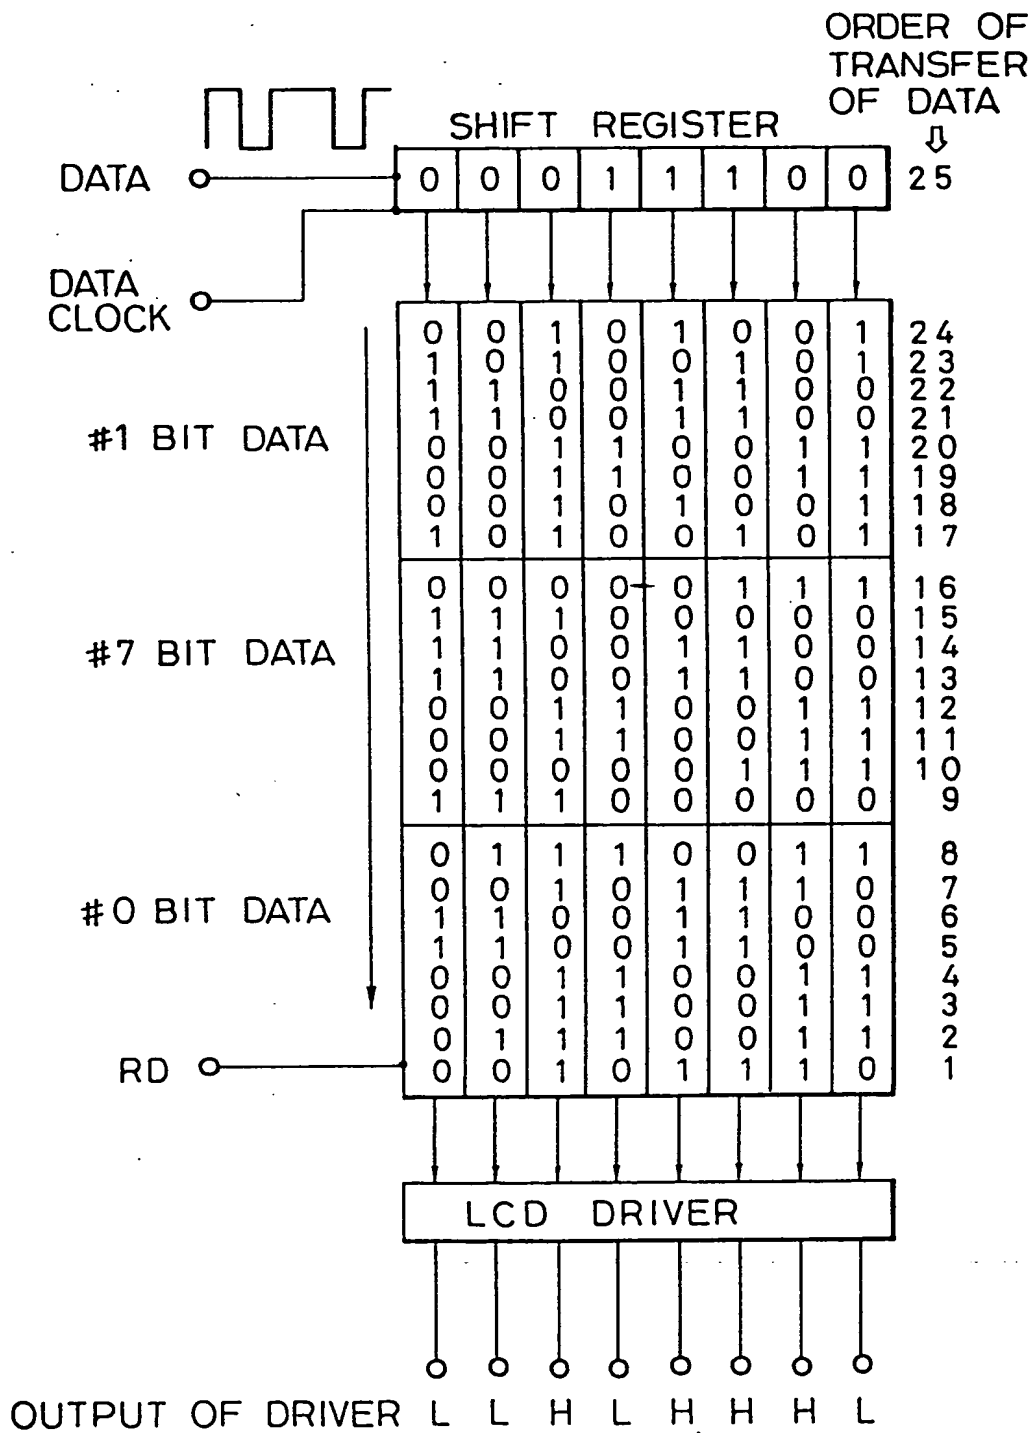 ORDER OF
TRANSFER
OF DATA
SHIFT REGISTER
DATA 0 0 0 1 1 1 0 0 25
DATA
CLOCK
0 0 1 0 1 0 0 1 24
1 0 1 0 0 1 0 1 23
1 1 0 0 1 1 0 0 22
1 1 0 0 1 1 0 0 21
#1 BIT DATA 0 0 1 1 0 0 1 1 20
0 0 1 1 0 0 1 1 19
0 0 1 0 1 0 0 1 18
1 0 1 0 0 1 0 1 17
0 0 0 0 0 1 1 1 16
1 1 1 0 0 0 0 0 15
#7 BIT DATA 1 1 0 0 1 1 0 0 14
1 1 0 0 1 1 0 0 13
0 0 1 1 0 0 1 1 12
0 0 1 1 0 0 1 1 11
0 0 0 0 0 1 1 1 10
1 1 1 0 0 0 0 0 9
0 1 1 1 0 0 1 1 8
0 0 1 0 1 1 1 0 7
#0 BIT DATA 1 1 0 0 1 1 0 0 6
1 1 0 0 1 1 0 0 5
0 0 1 1 0 0 1 1 4
0 0 1 1 0 0 1 1 3
0 1 1 1 0 0 1 1 2
RD 0 0 1 0 1 1 1 0 1
LCD DRIVER
OUTPUT OF DRIVER L L H L H H H L